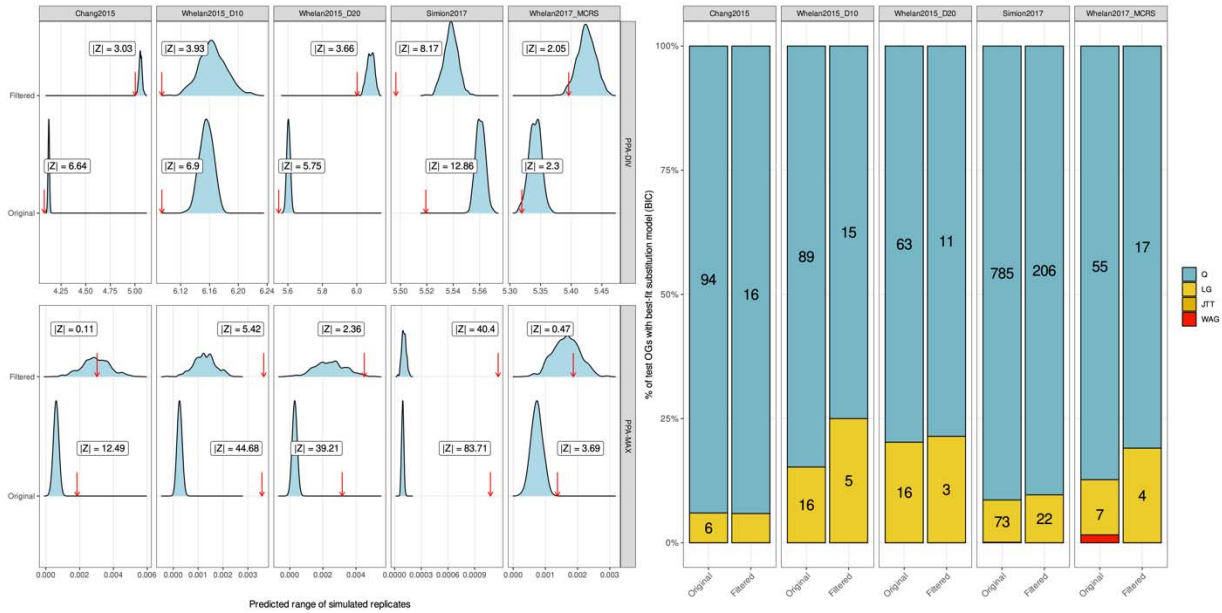 Chang2015
Whelan2015_D10
Whelan2015_D20
Simion2017
Whelan2017_MCRS
|Z| = 3.03
|Z| = 3.93
|Z| = 3.66
|Z| = 8.17
|Z| = 2.05
Filtered
PPA-DIV
|Z| = 6.64
|Z| = 6.9
|Z| = 5.75
|Z| = 12.86
|Z| = 2.3
Original
4.25 4.50 4.75 5.00
6.12 6.16 6.20 6.24
5.6 5.8 6.0
5.50 5.52 5.54 5.56
5.30 5.35 5.40 5.45
|Z| = 0.11
|Z| = 5.42
|Z| = 2.36
|Z| = 40.4
|Z| = 0.47
Filtered
PPA-MAX
|Z| = 12.49
|Z| = 44.68
|Z| = 39.21
|Z| = 83.71
|Z| = 3.69
Original
0.000 0.002 0.004 0.006
0.000 0.001 0.002 0.003
0.000 0.002 0.004
0.0000 0.0003 0.0006 0.0009
0.000 0.001 0.002 0.003
Predicted range of simulated replicates
Chang2015
Whelan2015_D10
Whelan2015_D20
Simion2017
Whelan2017_MCRS
% of test OGs with best-fit substitution model (BIC)
100%
75%
50%
25%
0%
94
16
89
15
63
11
785
206
55
17
6
16
5
16
3
73
22
7
4
Original
Filtered
Original
Filtered
Original
Filtered
Original
Filtered
Original
Filtered
Q
LG
JTT
WAG